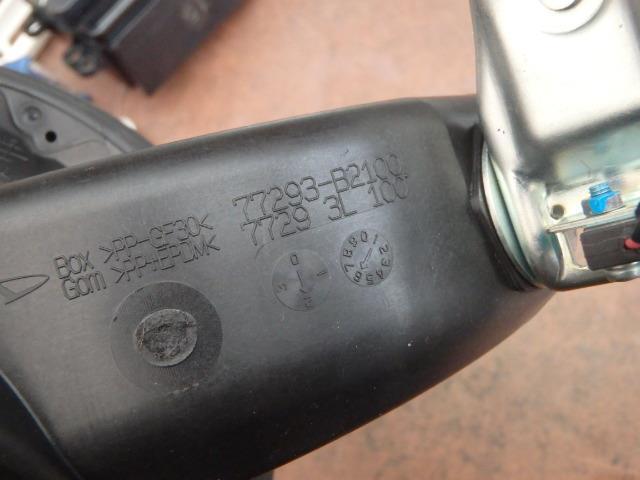 77293-B2100
7729 3L 100
BOX >PP-GF30<
Gom >PP+EPDM<